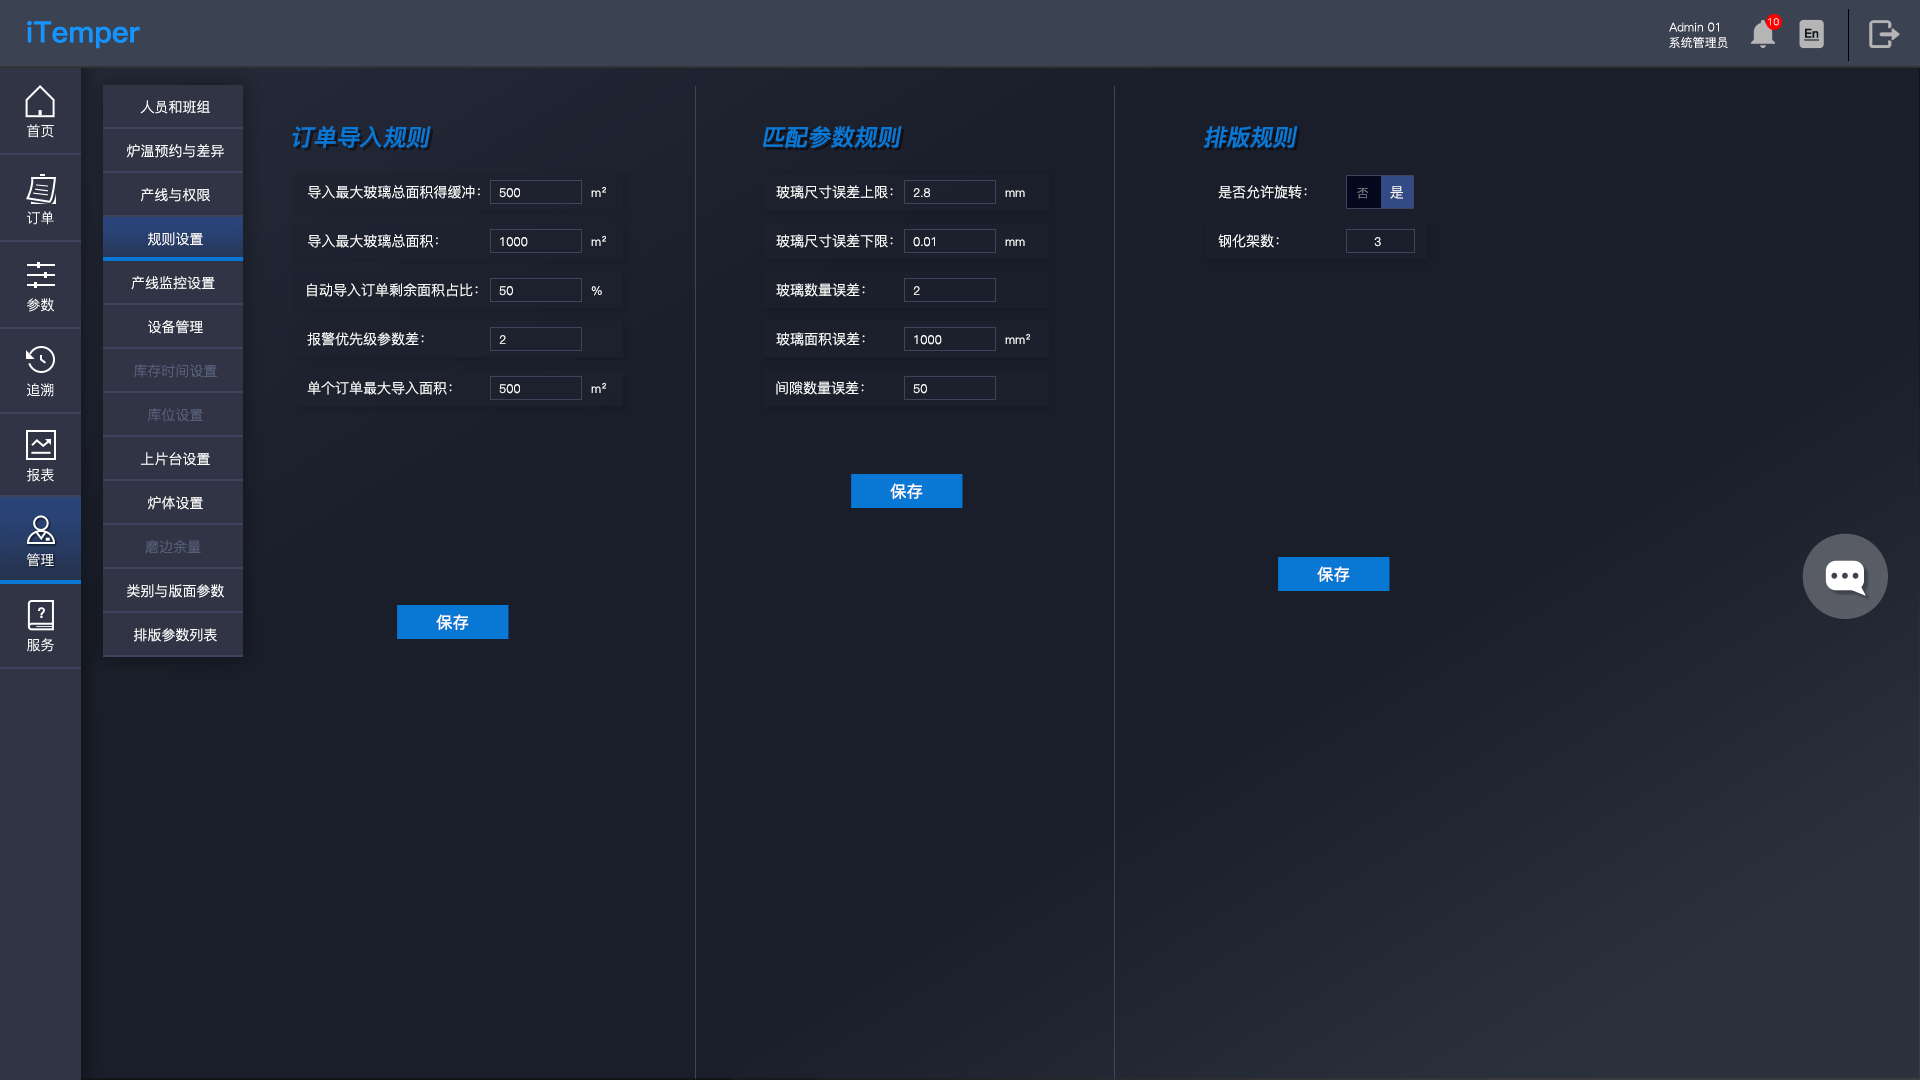 iTemper
Admin 01
系统管理员
10
En
首页
订单
参数
追溯
报表
管理
服务
人员和班组
炉温预约与差异
产线与权限
规则设置
产线监控设置
设备管理
库存时间设置
库位设置
上片台设置
炉体设置
磨边余量
类别与版面参数
排版参数列表
订单导入规则
导入最大玻璃总面积得缓冲： 500 m²
导入最大玻璃总面积： 1000 m²
自动导入订单剩余面积占比： 50 %
报警优先级参数差： 2
单个订单最大导入面积： 500 m²
保存
匹配参数规则
玻璃尺寸误差上限： 2.8 mm
玻璃尺寸误差下限： 0.01 mm
玻璃数量误差： 2
玻璃面积误差： 1000 mm²
间隙数量误差： 50
保存
排版规则
是否允许旋转： 否 是
钢化架数： 3
保存